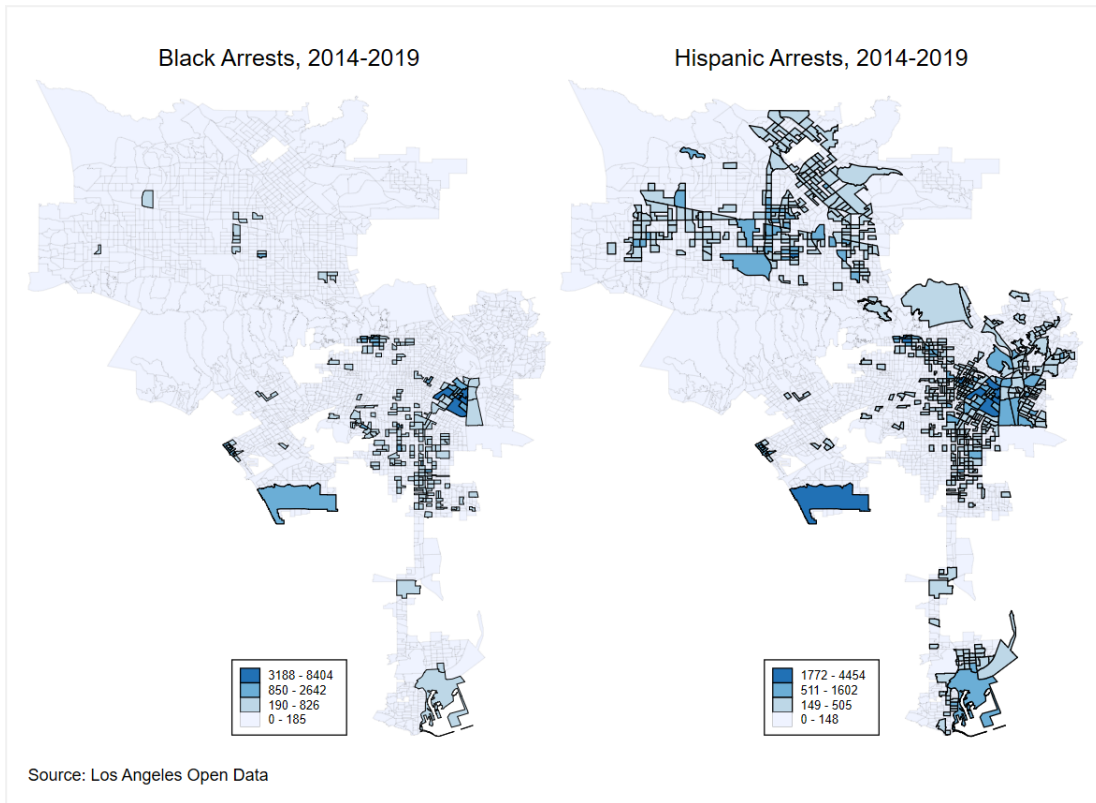 Black Arrests, 2014-2019
Hispanic Arrests, 2014-2019
3188 - 8404
850 - 2642
190 - 826
0 - 185
1772 - 4454
511 - 1602
149 - 505
0 - 148
Source: Los Angeles Open Data